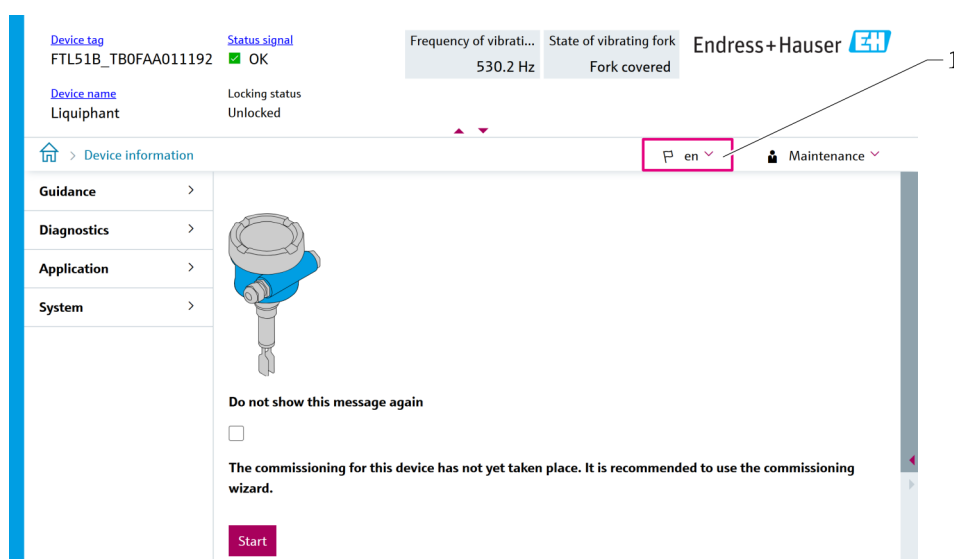 Device tag
FTL51B_TB0FAA011192
Status signal
OK
Frequency of vibrati...
530.2 Hz
State of vibrating fork
Fork covered
Endress+Hauser
EH
Device name
Liquiphant
Locking status
Unlocked
1
> Device information
en
Maintenance
Guidance
Diagnostics
Application
System
Do not show this message again
The commissioning for this device has not yet taken place. It is recommended to use the commissioning
wizard.
Start